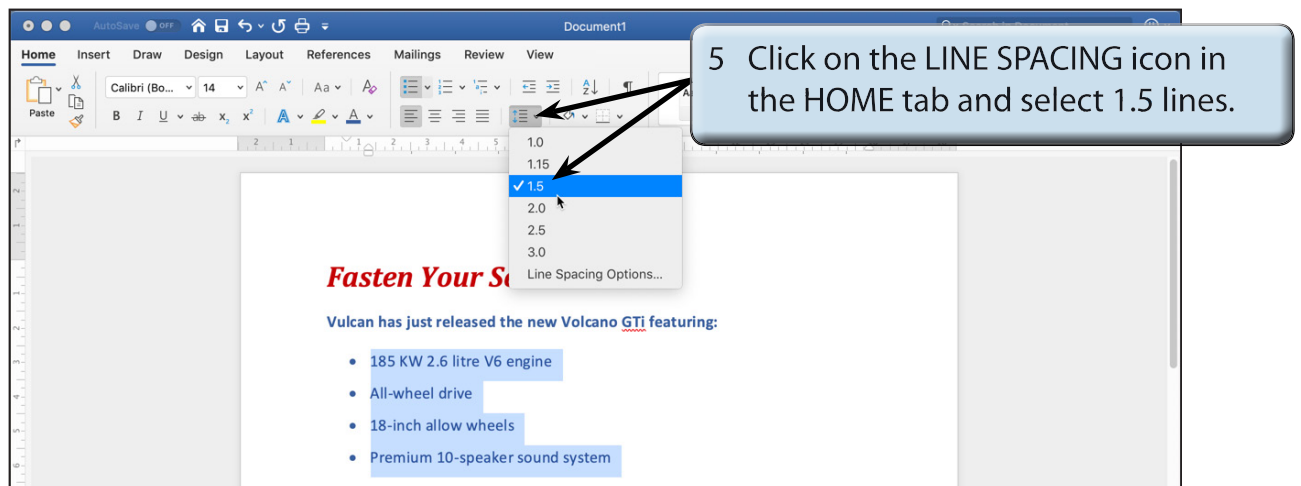 AutoSave OFF
Document1
5 Click on the LINE SPACING icon in
the HOME tab and select 1.5 lines.
Home Insert Draw Design Layout References Mailings Review View
Paste
Calibri (Bo... 14
1.0
1.15
✓ 1.5
2.0
2.5
3.0
Line Spacing Options...
Fasten Your
Vulcan has just released the new Volcano GTi featuring:
• 185 KW 2.6 litre V6 engine
• All-wheel drive
• 18-inch allow wheels
• Premium 10-speaker sound system